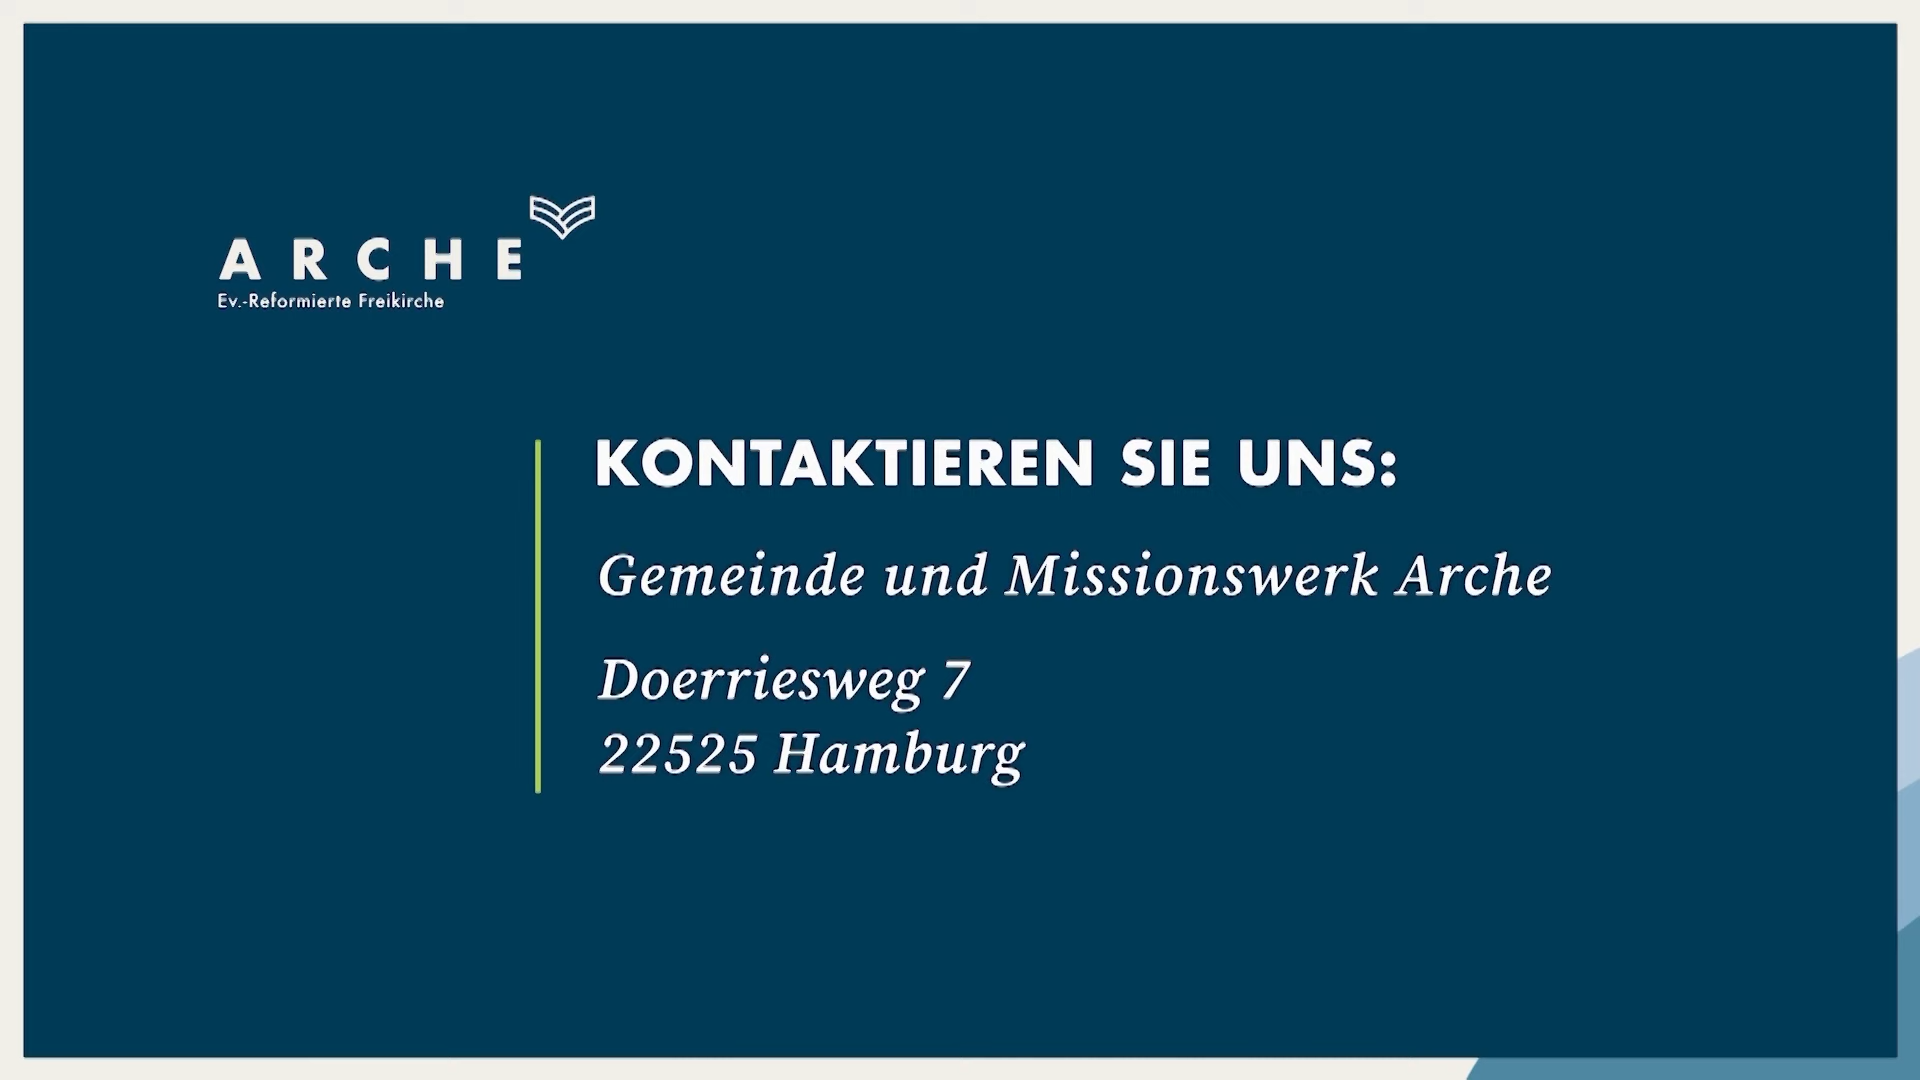 ARCHE
Ev.-Reformierte Freikirche
KONTAKTIEREN SIE UNS:
Gemeinde und Missionswerk Arche
Doerriesweg 7
22525 Hamburg